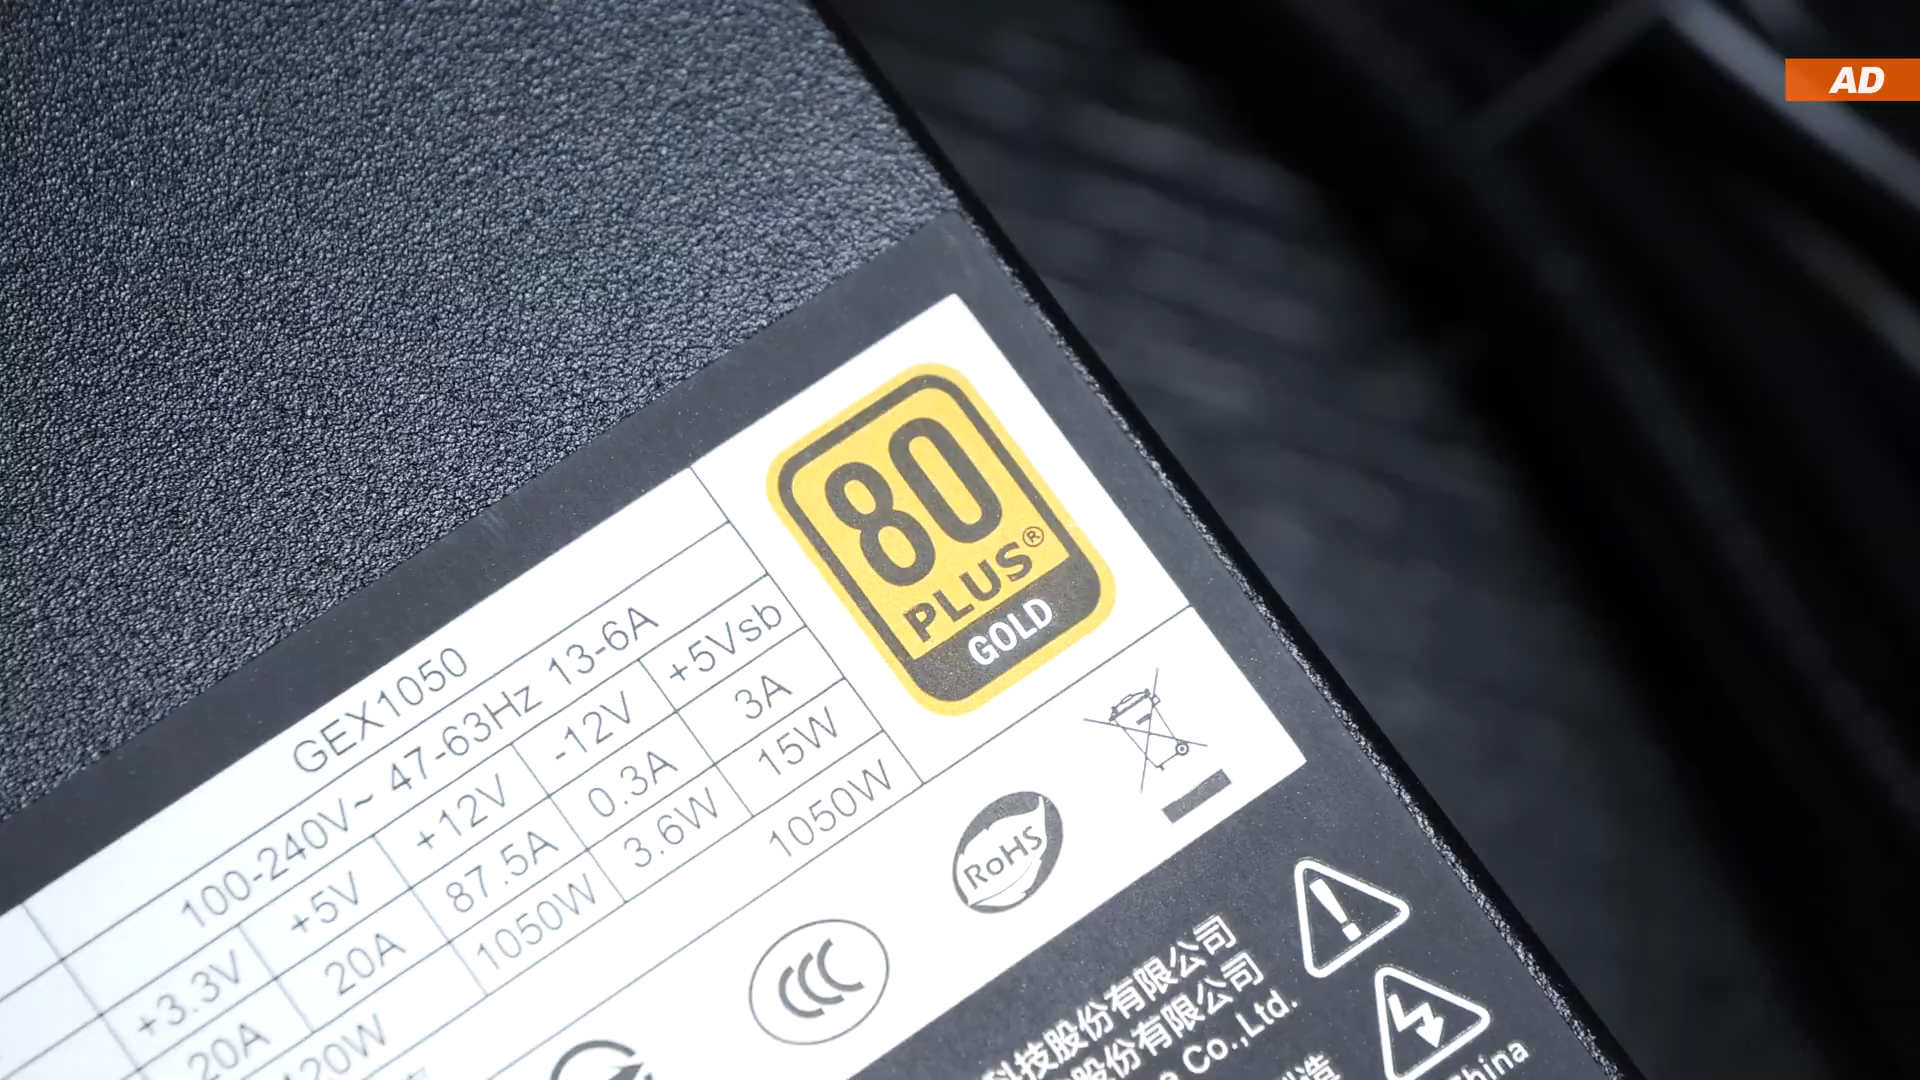 AD
80
PLUS®
GOLD
GEX1050
100-240V~ 47-63Hz 13-6A
+3.3V +5V +12V -12V +5Vsb
20A 20A 87.5A 0.3A 3A
120W 1050W 3.6W 15W
1050W
RoHS
CCC
科技股份有限公司
股份有限公司
Co.,Ltd.
China